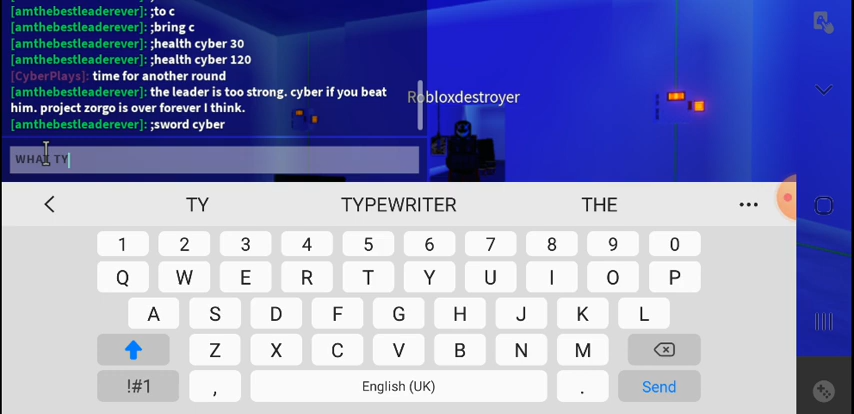 [amthebestleaderever]: ;to c
[amthebestleaderever]: ;bring c
[amthebestleaderever]: ;health cyber 30
[amthebestleaderever]: ;health cyber 120
[CyberPlays]: time for another round
[amthebestleaderever]: the leader is too strong. cyber if you beat
him. project zorgo is over forever I think.
[amthebestleaderever]: ;sword cyber
Robloxdestroyer
WHAT TY
TY TYPEWRITER THE
1 2 3 4 5 6 7 8 9 0
Q W E R T Y U I O P
A S D F G H J K L
Z X C V B N M
!#1 , English (UK) . Send